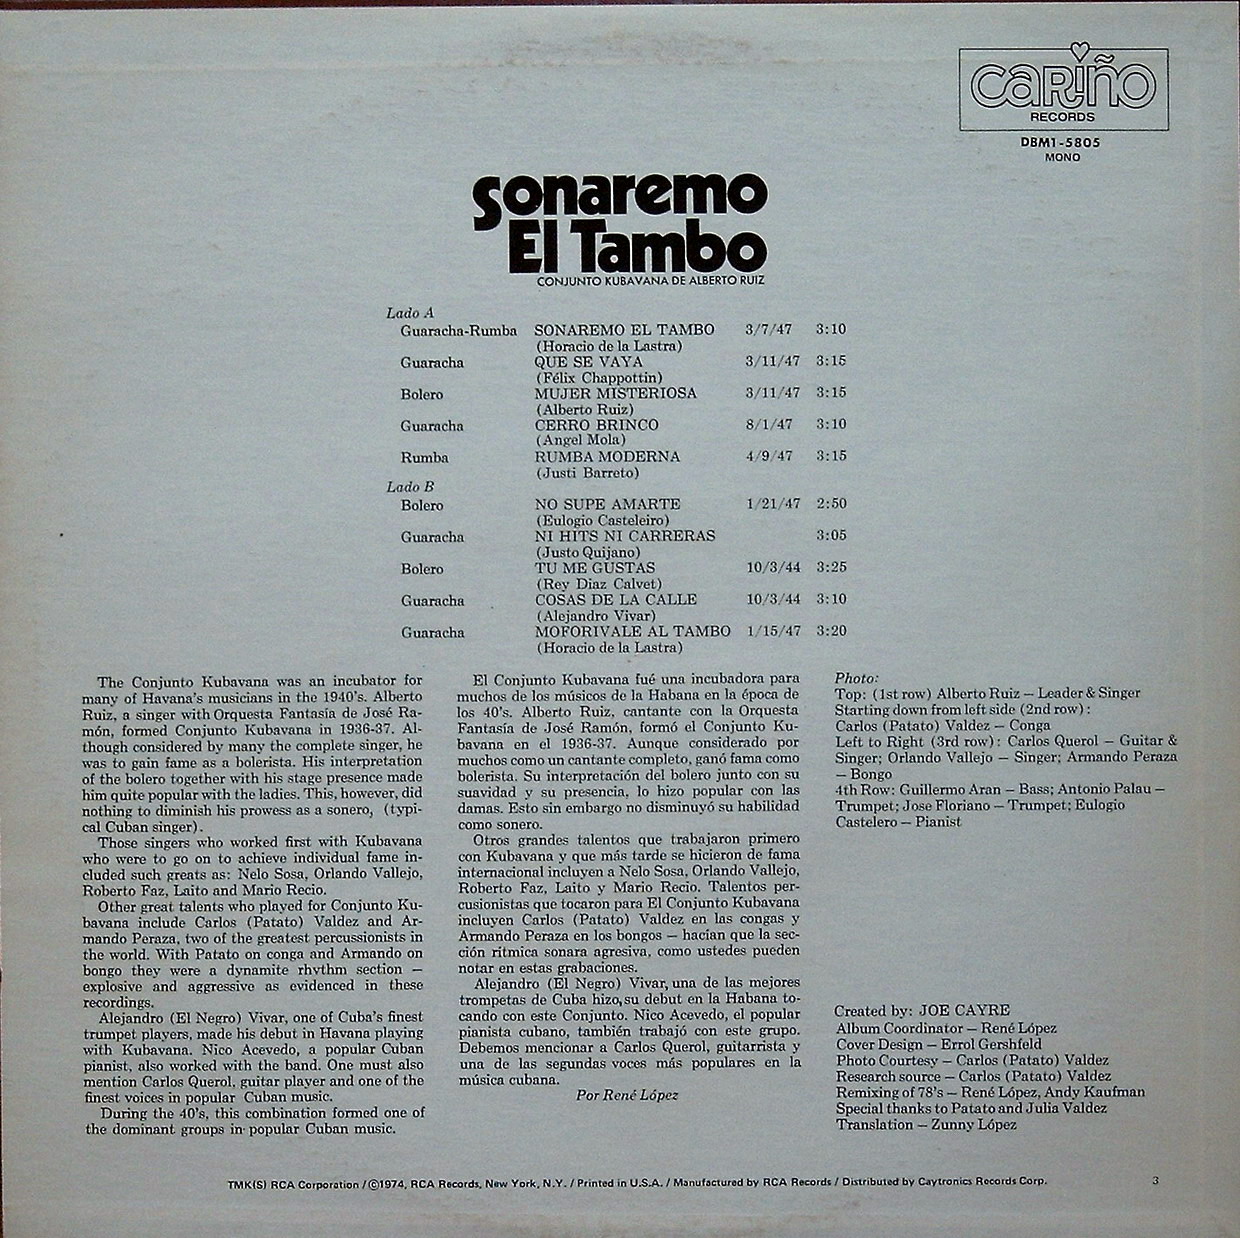 CARIÑO
RECORDS
DBM1-5805
MONO
Sonaremo
El Tambo
CONJUNTO KUBAVANA DE ALBERTO RUIZ
Lado A
Guaracha-Rumba SONAREMO EL TAMBO 3/7/47 3:10
(Horacio de la Lastra)
Guaracha QUE SE VAYA 3/11/47 3:15
(Félix Chappottin)
Bolero MUJER MISTERIOSA 3/11/47 3:15
(Alberto Ruiz)
Guaracha CERRO BRINCO 8/1/47 3:10
(Angel Mola)
Rumba RUMBA MODERNA 4/9/47 3:15
(Justi Barreto)
Lado B
Bolero NO SUPE AMARTE 1/21/47 2:50
(Eulogio Casteleiro)
Guaracha NI HITS NI CARRERAS 3:05
(Justo Quijano)
Bolero TU ME GUSTAS 10/3/44 3:25
(Rey Diaz Calvet)
Guaracha COSAS DE LA CALLE 10/3/44 3:10
(Alejandro Vivar)
Guaracha MOFORIVALE AL TAMBO 1/15/47 3:20
(Horacio de la Lastra)
The Conjunto Kubavana was an incubator for
many of Havana's musicians in the 1940's. Alberto
Ruiz, a singer with Orquesta Fantasía de José Ra-
món, formed Conjunto Kubavana in 1936-37. Al-
though considered by many the complete singer, he
was to gain fame as a bolerista. His interpretation
of the bolero together with his stage presence made
him quite popular with the ladies. This, however, did
nothing to diminish his prowess as a sonero, (typi-
cal Cuban singer).
Those singers who worked first with Kubavana
who were to go on to achieve individual fame in-
cluded such greats as: Nelo Sosa, Orlando Vallejo,
Roberto Faz, Laito and Mario Recio.
Other great talents who played for Conjunto Ku-
bavana include Carlos (Patato) Valdez and Ar-
mando Peraza, two of the greatest percussionists in
the world. With Patato on conga and Armando on
bongo they were a dynamite rhythm section —
explosive and aggressive as evidenced in these
recordings.
Alejandro (El Negro) Vivar, one of Cuba's finest
trumpet players, made his debut in Havana playing
with Kubavana. Nico Acevedo, a popular Cuban
pianist, also worked with the band. One must also
mention Carlos Querol, guitar player and one of the
finest voices in popular Cuban music.
During the 40's, this combination formed one of
the dominant groups in popular Cuban music.
El Conjunto Kubavana fué una incubadora para
muchos de los músicos de la Habana en la época de
los 40's. Alberto Ruiz, cantante con la Orquesta
Fantasía de José Ramón, formó el Conjunto Ku-
bavana en el 1936-37. Aunque considerado por
muchos como un cantante completo, ganó fama como
bolerista. Su interpretación del bolero junto con su
suavidad y su presencia, lo hizo popular con las
damas. Esto sin embargo no disminuyó su habilidad
como sonero.
Otros grandes talentos que trabajaron primero
con Kubavana y que más tarde se hicieron de fama
internacional incluyen a Nelo Sosa, Orlando Vallejo,
Roberto Faz, Laito y Mario Recio. Talentos per-
cusionistas que tocaron para El Conjunto Kubavana
incluyen Carlos (Patato) Valdez en las congas y
Armando Peraza en los bongos — hacían que la sec-
ción rítmica sonara agresiva, como ustedes pueden
notar en estas grabaciones.
Alejandro (El Negro) Vivar, una de las mejores
trompetas de Cuba hizo, su debut en la Habana to-
cando con este Conjunto. Nico Acevedo, el popular
pianista cubano, también trabajó con este grupo.
Debemos mencionar a Carlos Querol, guitarrista y
una de las segundas voces más populares en la
música cubana.
Por René López
Photo:
Top: (1st row) Alberto Ruiz — Leader & Singer
Starting down from left side (2nd row):
Carlos (Patato) Valdez — Conga
Left to Right (3rd row): Carlos Querol — Guitar &
Singer; Orlando Vallejo — Singer; Armando Peraza
— Bongo
4th Row: Guillermo Aran — Bass; Antonio Palau —
Trumpet; Jose Floriano — Trumpet; Eulogio
Castelero — Pianist
Created by: JOE CAYRE
Album Coordinator — René López
Cover Design — Errol Gershfeld
Photo Courtesy — Carlos (Patato) Valdez
Research source — Carlos (Patato) Valdez
Remixing of 78's — René López, Andy Kaufman
Special thanks to Patato and Julia Valdez
Translation — Zunny López
TMK(S) RCA Corporation / ©1974, RCA Records, New York, N.Y. / Printed in U.S.A. / Manufactured by RCA Records / Distributed by Caytronics Records Corp.
3